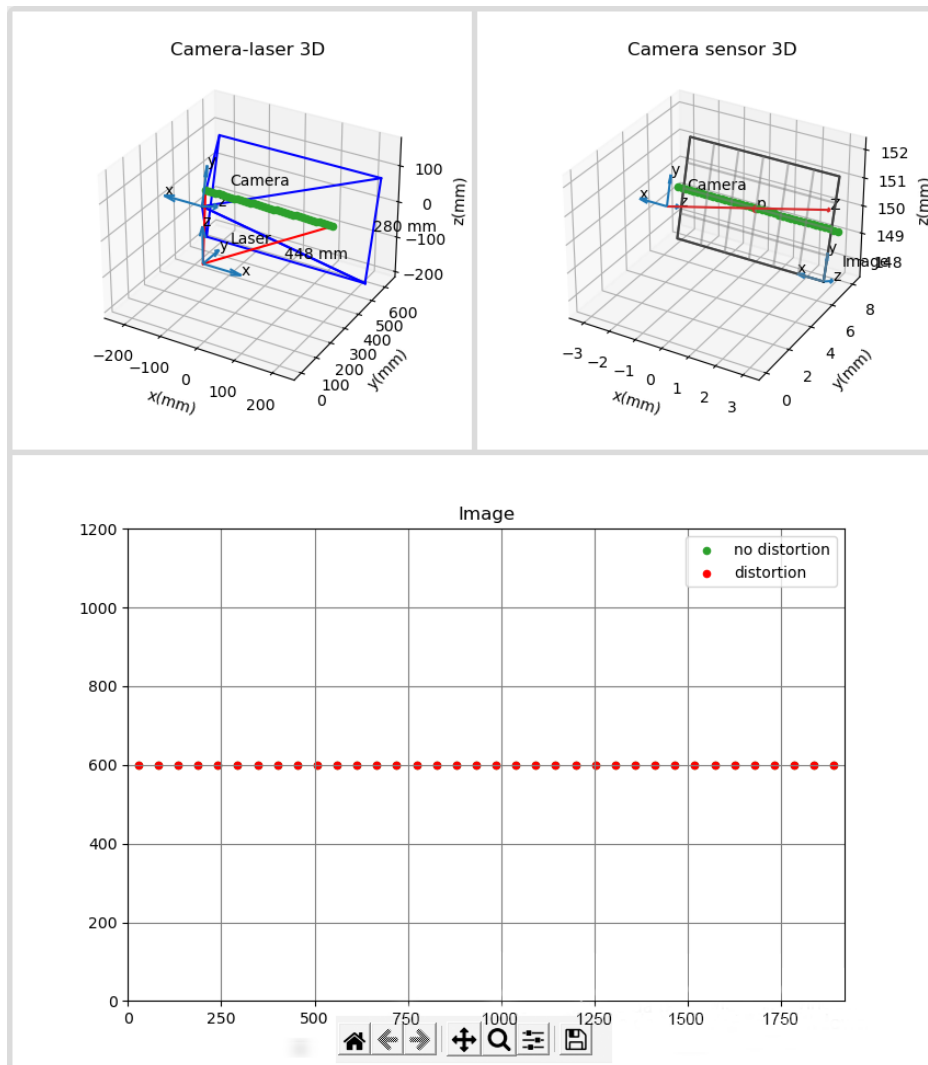 Camera-laser 3D
100
0
−100
−200
z(mm)
x
y
Camera
z
280 mm
z
Laser
y
448 mm
x
600
500
400
300
200
100
0
y(mm)
−200
−100
0
100
200
x(mm)
Camera sensor 3D
152
151
150
149
148
z(mm)
x
y
Camera
z
p
Z
y
Image
x
z
8
6
4
2
0
y(mm)
−3
−2
−1
0
1
2
3
x(mm)
Image
no distortion
distortion
1200
1000
800
600
400
200
0
0
250
500
750
1000
1250
1500
1750